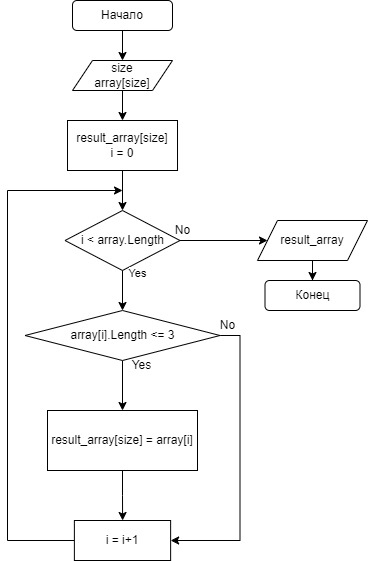 Начало
size
array[size]
result_array[size]
i = 0
i < array.Length
No
result_array
Yes
Конец
array[i].Length <= 3
No
Yes
result_array[size] = array[i]
i = i+1